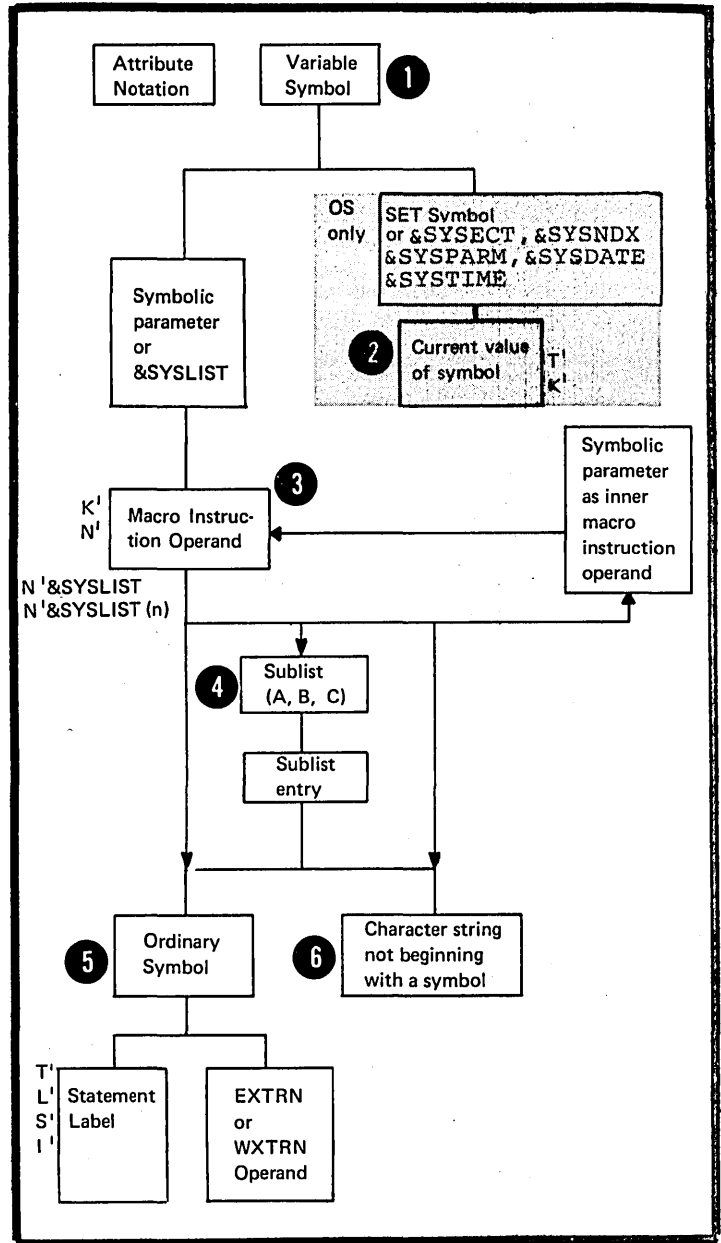 Attribute
Notation
Variable
Symbol
1
OS
only
SET Symbol
or &SYSECT, &SYSNDX
&SYSPARM, &SYSDATE
&SYSTIME
Symbolic
parameter
or
&SYSLIST
2
Current value
of symbol
T'
K'
Symbolic
parameter
as inner
macro
instruction
operand
3
K'
N'
Macro Instruc-
tion Operand
N'&SYSLIST
N'&SYSLIST (n)
4
Sublist
(A, B, C)
Sublist
entry
5
Ordinary
Symbol
6
Character string
not beginning
with a symbol
T'
L'
S'
I'
Statement
Label
EXTRN
or
WXTRN
Operand